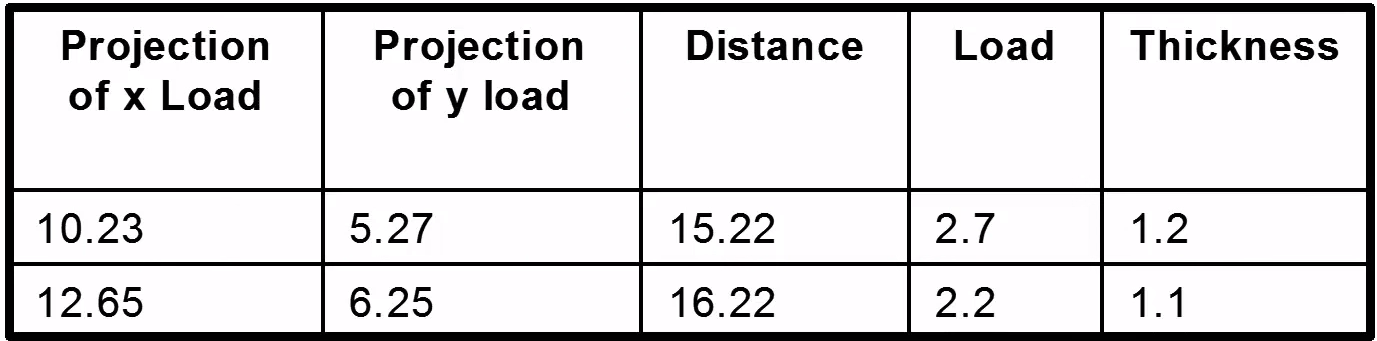 Projection of x Load Projection of y load Distance Load Thickness
10.23 5.27 15.22 2.7 1.2
12.65 6.25 16.22 2.2 1.1